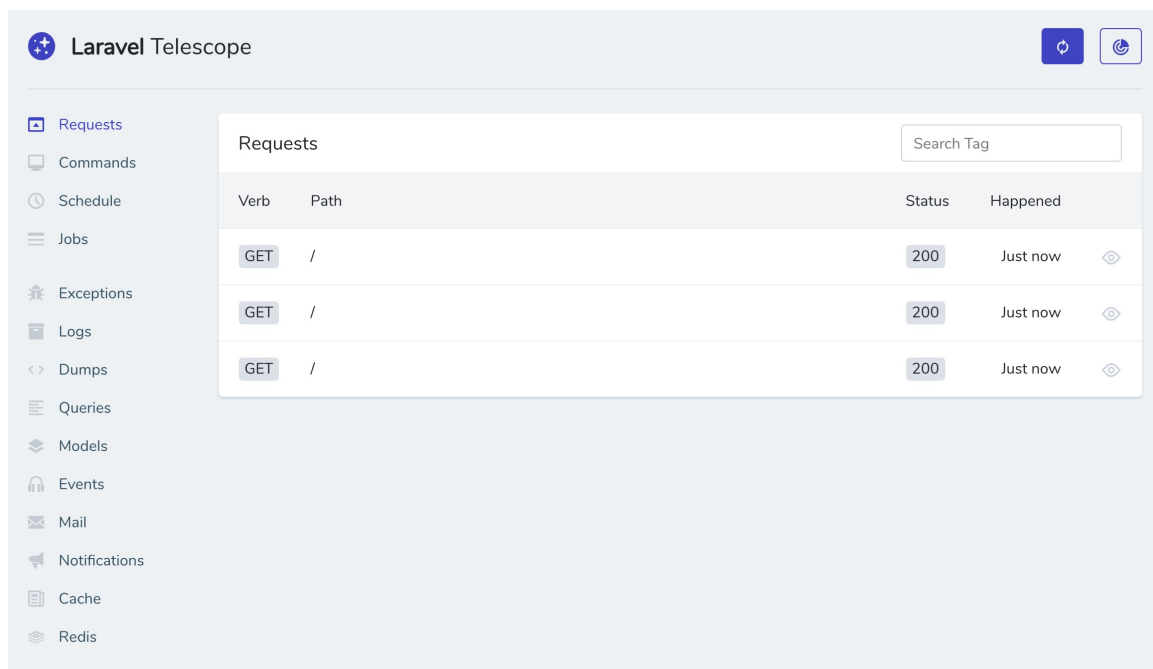 Laravel Telescope
Requests
Commands
Schedule
Jobs
Exceptions
Logs
Dumps
Queries
Models
Events
Mail
Notifications
Cache
Redis
Requests
Search Tag
Verb Path Status Happened
GET / 200 Just now
GET / 200 Just now
GET / 200 Just now